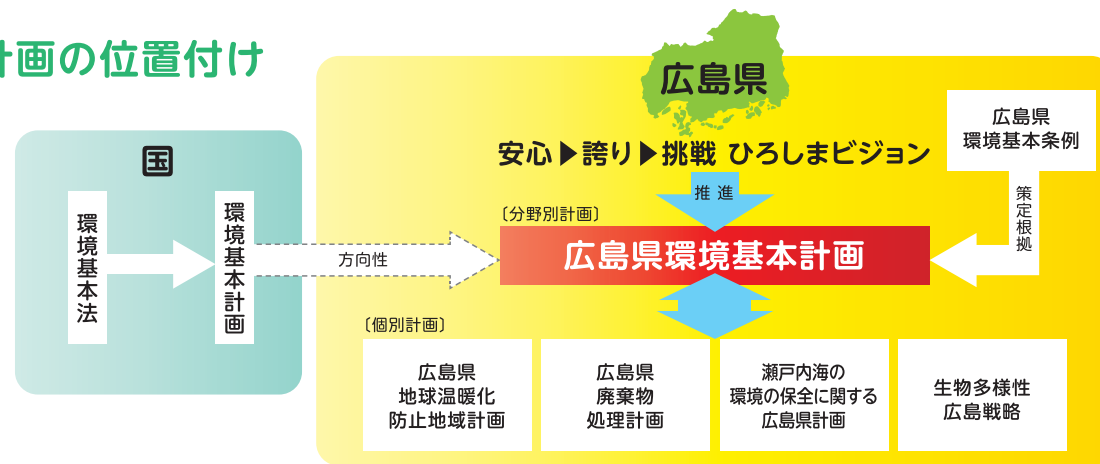 計画の位置付け
国
環境基本法
環境基本計画
方向性
広島県
安心▶誇り▶挑戦 ひろしまビジョン
推進
〔分野別計画〕
広島県環境基本計画
広島県
環境基本条例
策定根拠
〔個別計画〕
広島県
地球温暖化
防止地域計画
広島県
廃棄物
処理計画
瀬戸内海の
環境の保全に関する
広島県計画
生物多様性
広島戦略